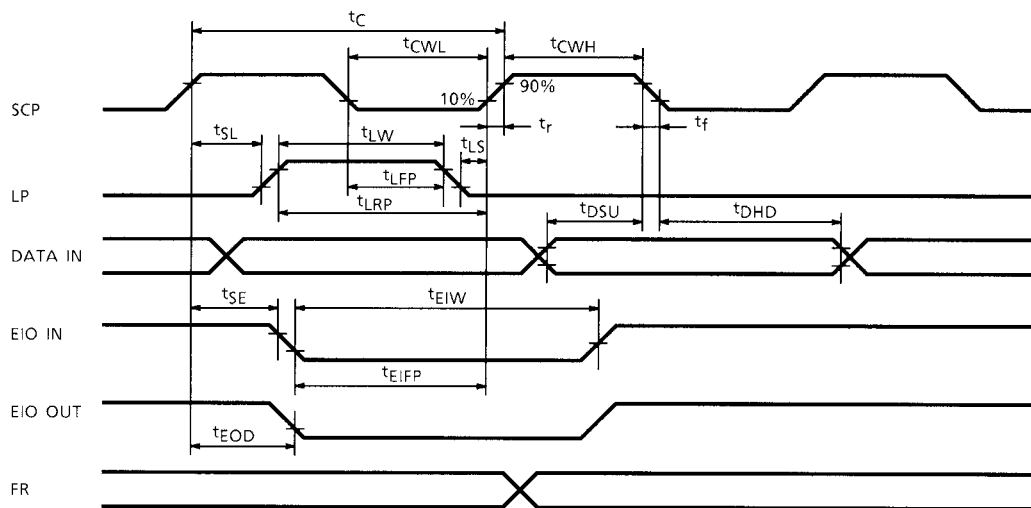 tC
tCWL
tCWH
SCP
10%
90%
tr
tf
tSL
tLW
tLS
LP
tLFP
tLRP
tDSU
tDHD
DATA IN
tSE
tEIW
EIO IN
tEIFP
EIO OUT
tEOD
FR